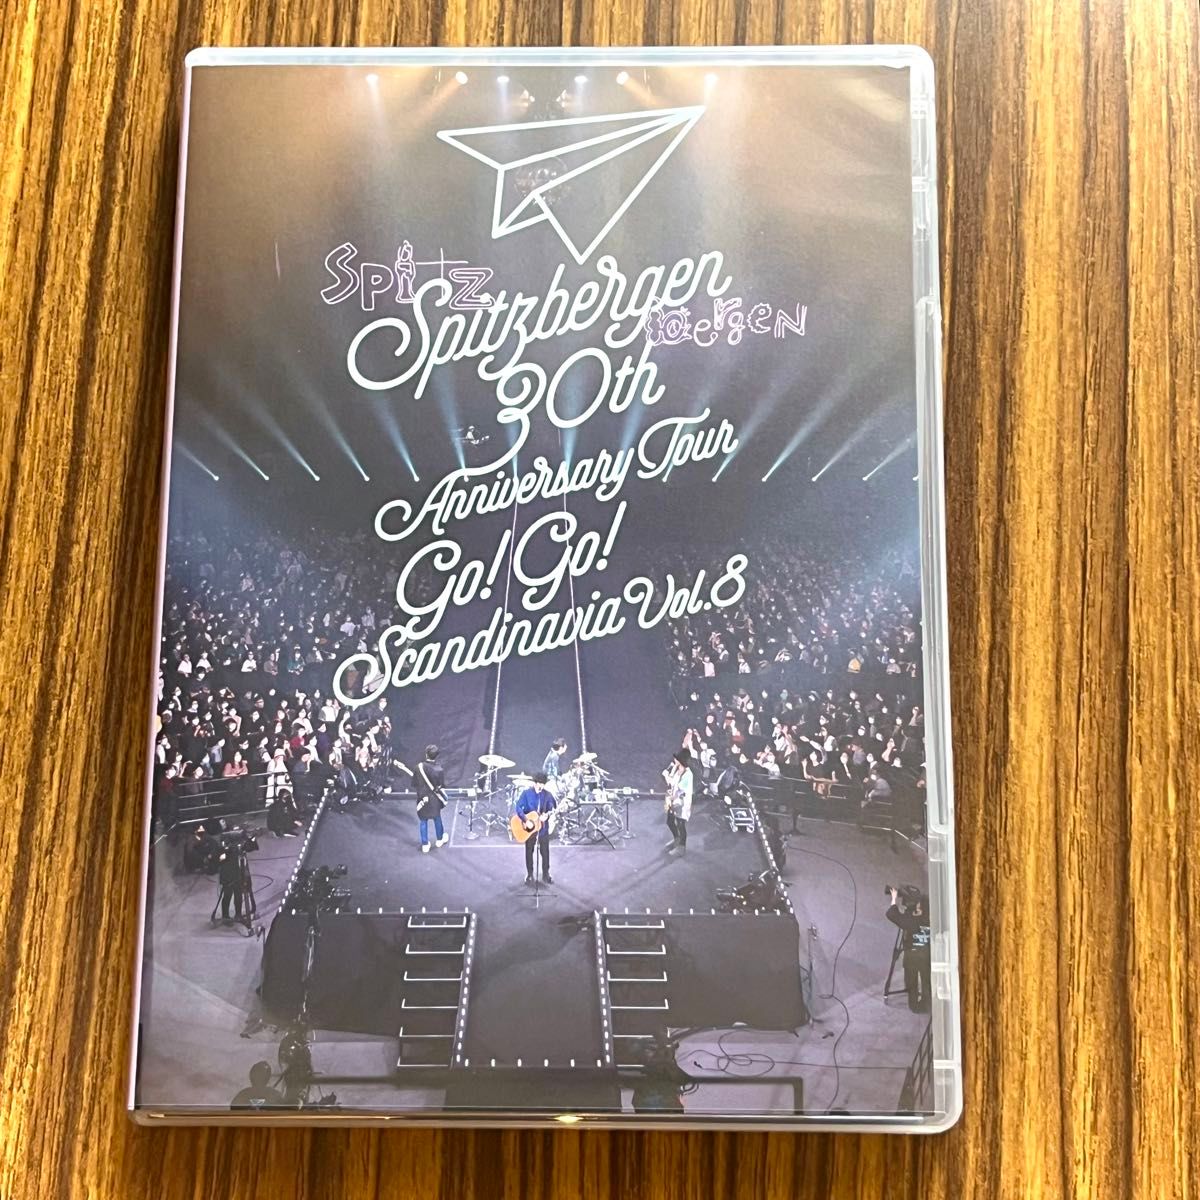 Spitz
Spitzbergen
bergen
30th
Anniversary Tour
Go! Go!
Scandinavia Vol.8